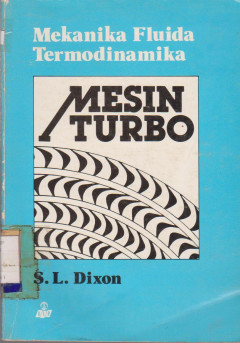 Mekanika Fluida
Termodinamika
MESIN
TURBO
S. L. Dixon